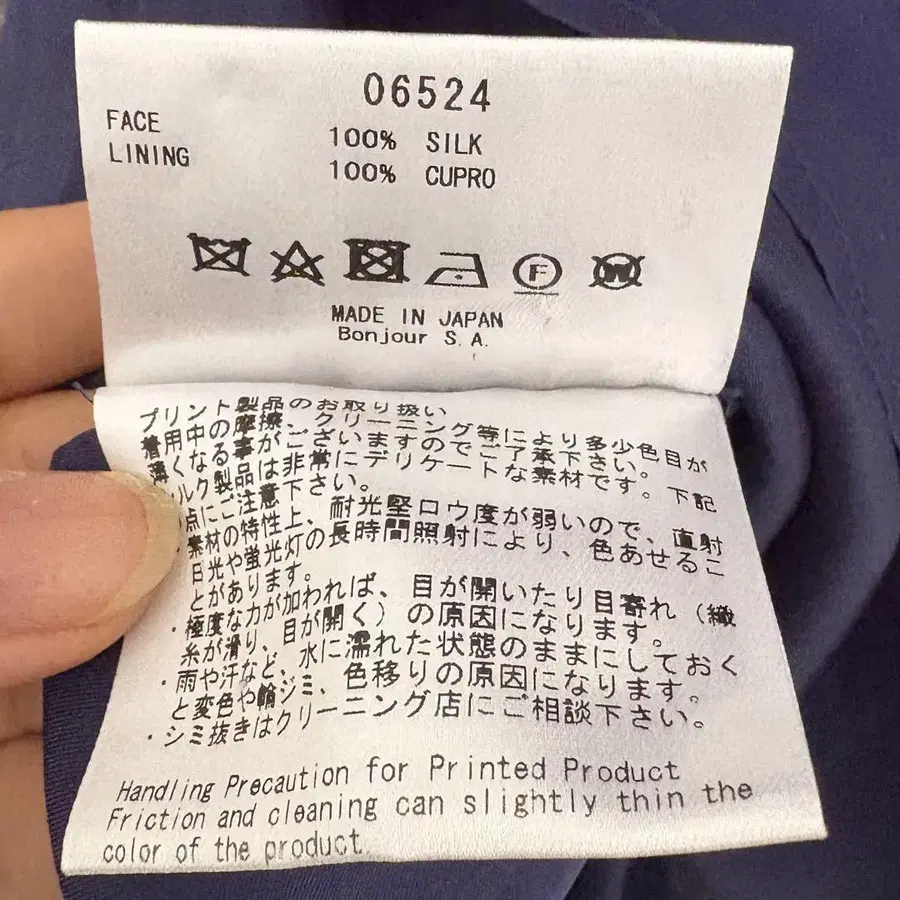 06524
FACE 100% SILK
LINING 100% CUPRO
F
W
MADE IN JAPAN
Bonjour S.A.
プリント製品のお取り扱い
着用中の摩擦、クリーニング等により多少色目が
薄くなる事がございますのでご了承下さい。
ルク製品は非常にデリケートな素材です。下記
点にご注意下さい。
素材の特性上、耐光堅ロウ度が弱いので、直射
日光や蛍光灯の長時間照射により、色あせるこ
とがあります。
・極度な力が加われば、目が開いたり目寄れ（織
糸が滑り、目が開く）の原因になります。
・雨や汗など、水に濡れた状態のままにしておく
と変色や輪ジミ、色移りの原因になります。
・シミ抜きはクリーニング店にご相談下さい。
Handling Precaution for Printed Product
Friction and cleaning can slightly thin the
color of the product.